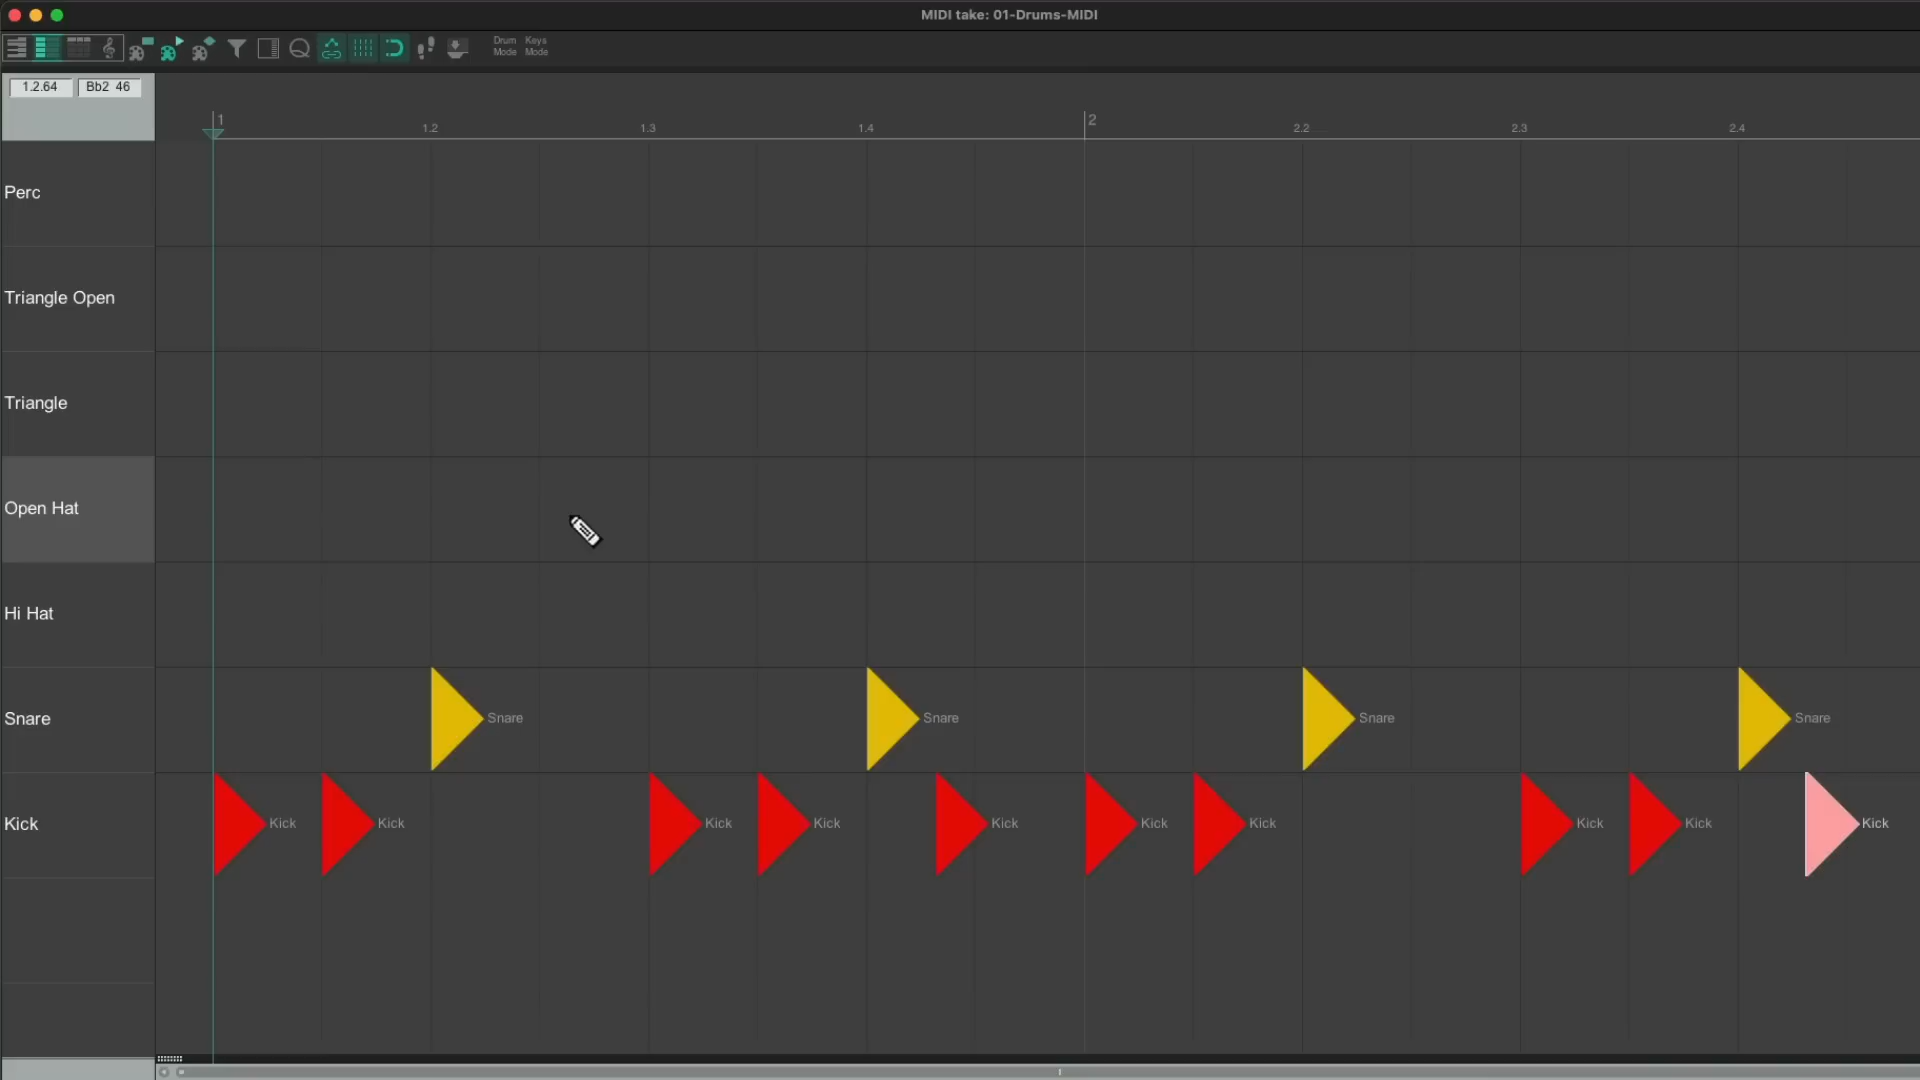 MIDI take: 01-Drums-MIDI
Drum Mode
Keys Mode
1.2.64
Bb2 46
1
1.2
1.3
1.4
2
2.2
2.3
2.4
Perc
Triangle Open
Triangle
Open Hat
Hi Hat
Snare
Snare
Snare
Snare
Snare
Kick
Kick
Kick
Kick
Kick
Kick
Kick
Kick
Kick
Kick
Kick